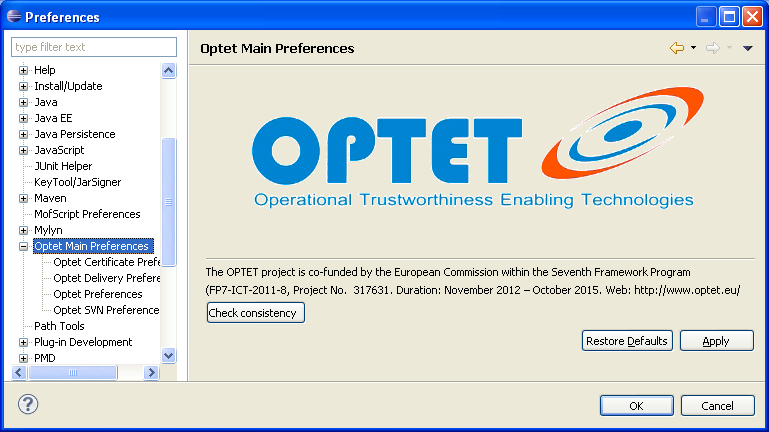 Preferences
type filter text
Optet Main Preferences
Help
Install/Update
Java
Java EE
Java Persistence
JavaScript
JUnit Helper
KeyTool/JarSigner
Maven
MofScript Preferences
Mylyn
Optet Main Preferences
Optet Certificate Prefe
Optet Delivery Prefere
Optet Preferences
Optet SVN Preference
Path Tools
Plug-in Development
PMD
OPTET
Operational Trustworthiness Enabling Technologies
The OPTET project is co-funded by the European Commission within the Seventh Framework Program
(FP7-ICT-2011-8, Project No. 317631. Duration: November 2012 – October 2015. Web: http://www.optet.eu/
Check consistency
Restore Defaults
Apply
?
OK
Cancel